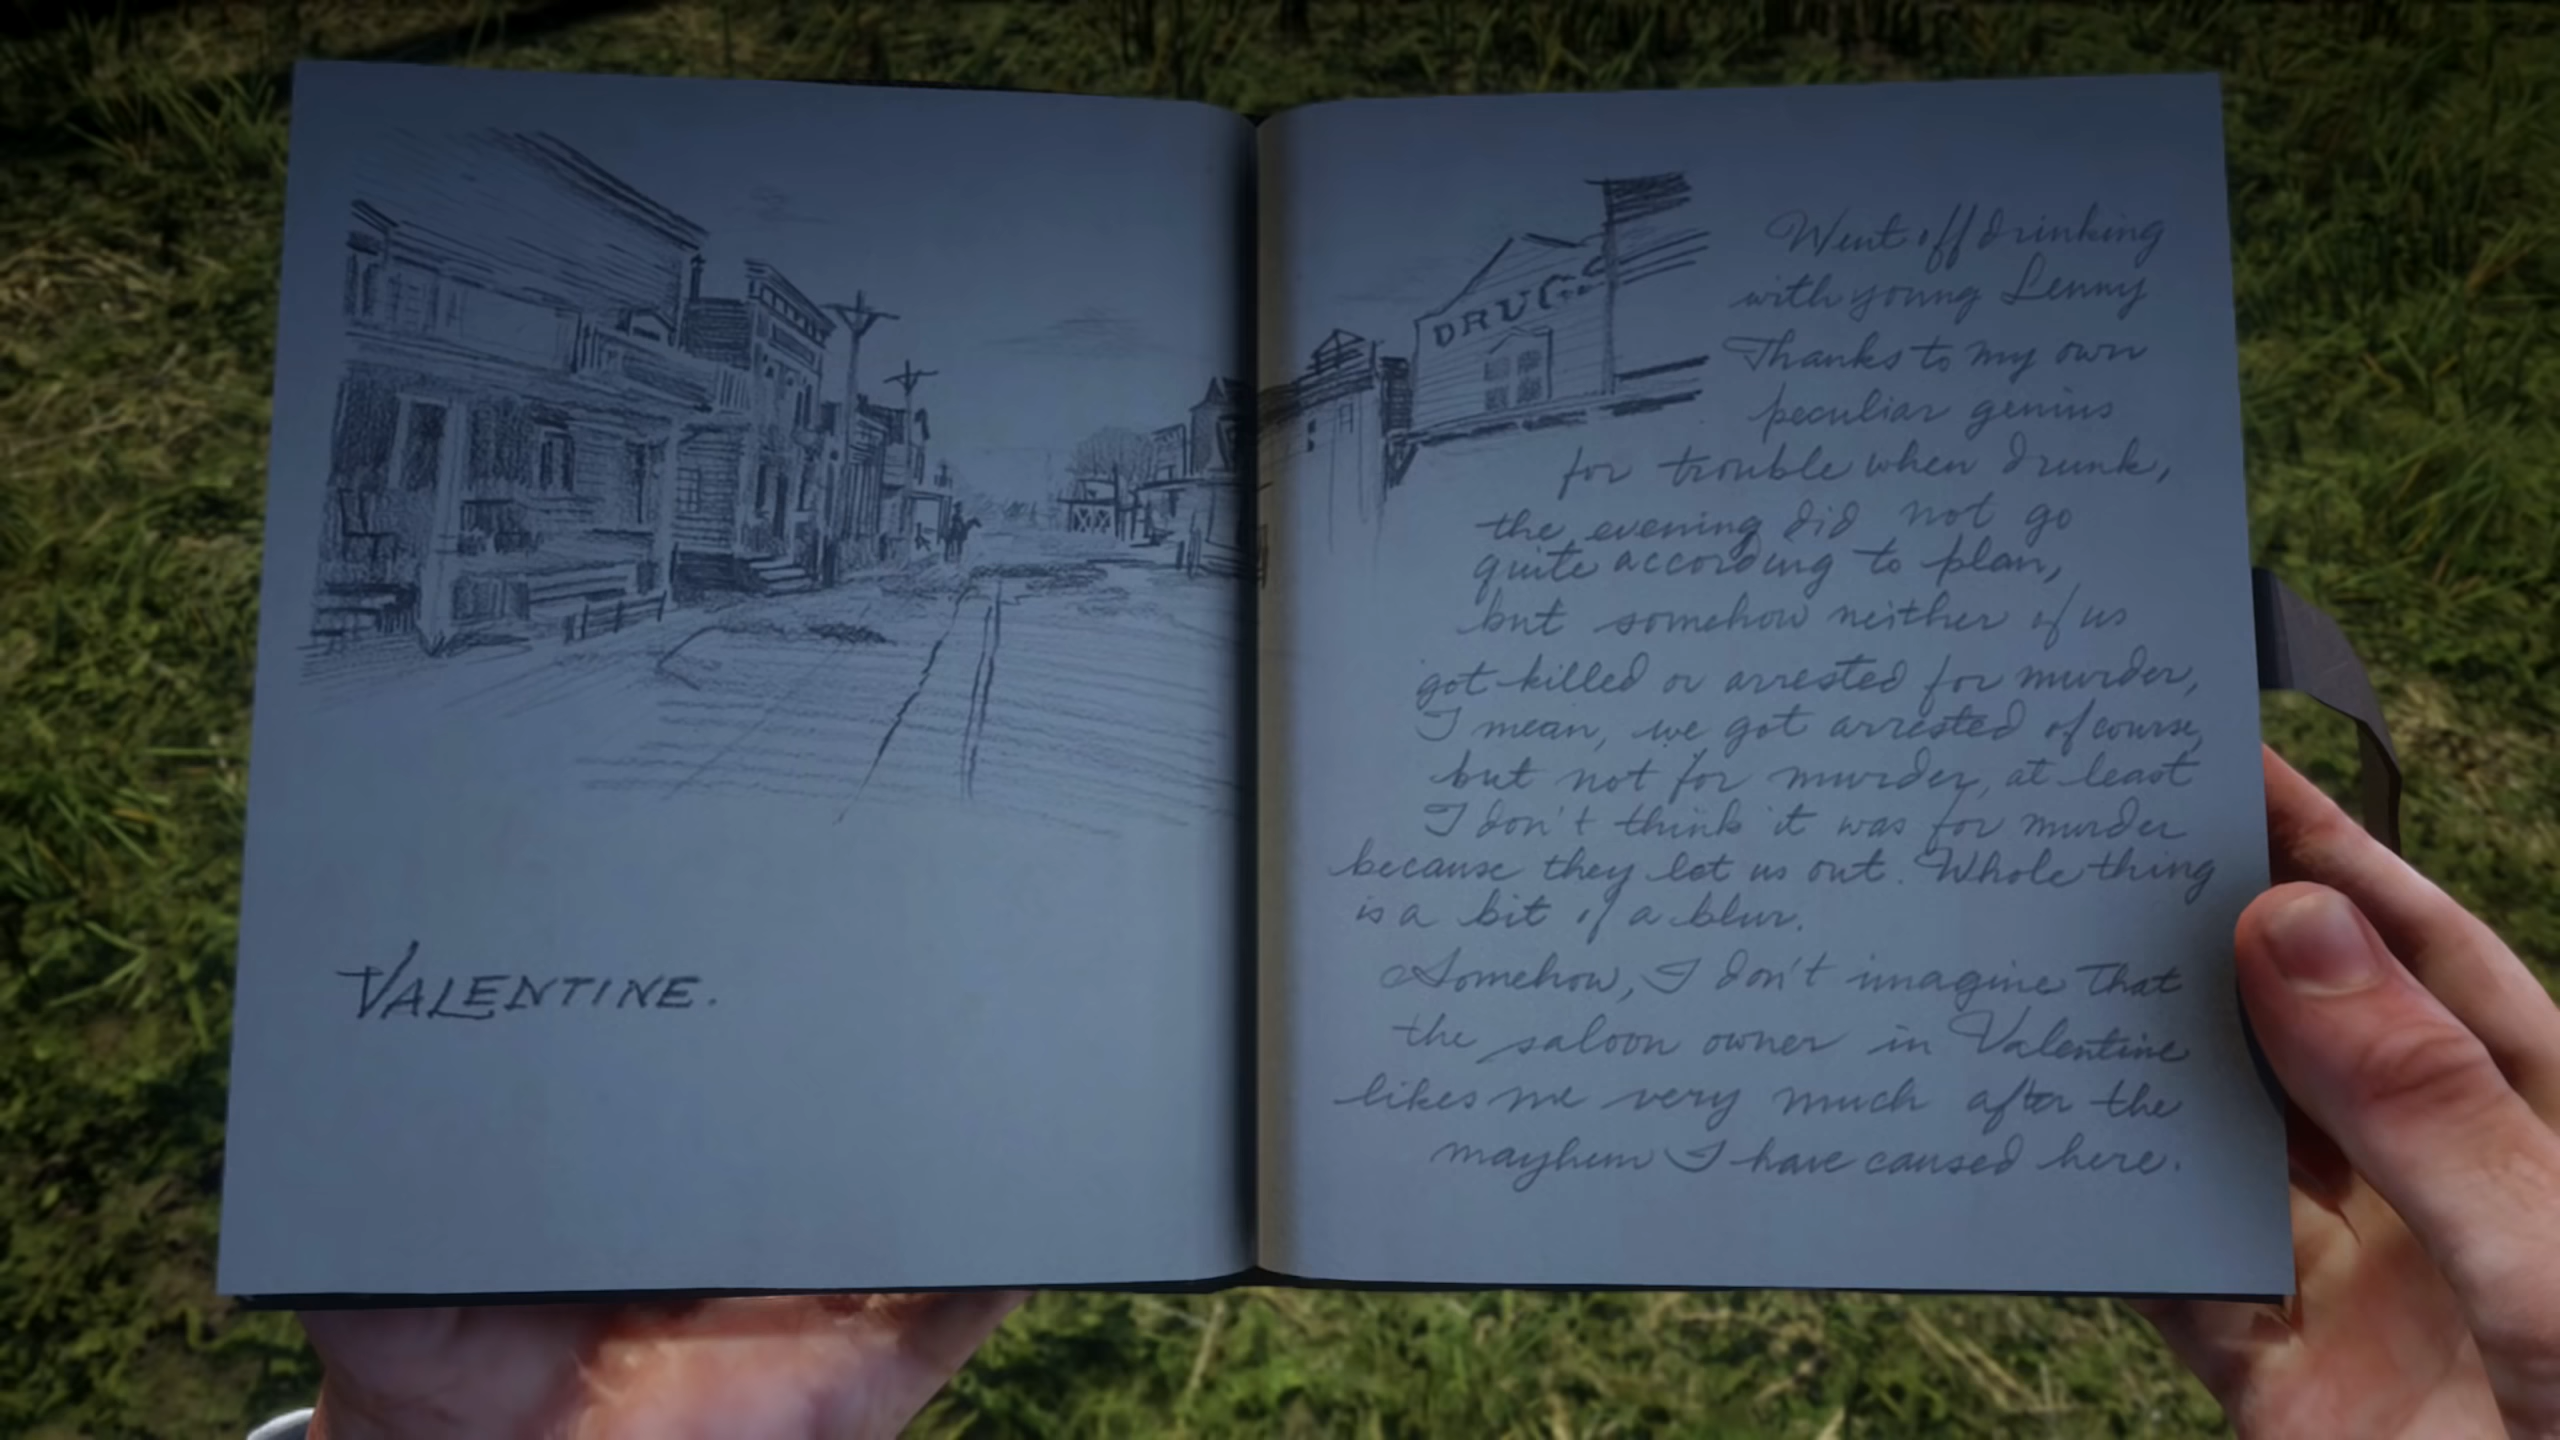 VALENTINE.
DRUGS
Went off drinking
with young Lenny
Thanks to my own
peculiar genius
for trouble when drunk,
the evening did not go
quite according to plan,
but somehow neither of us
got killed or arrested for murder,
I mean, we got arrested of course,
but not for murder, at least
I don't think it was for murder
because they let us out. Whole thing
is a bit of a blur.
Somehow, I don't imagine that
the saloon owner in Valentine
likes me very much after the
mayhem I have caused here.